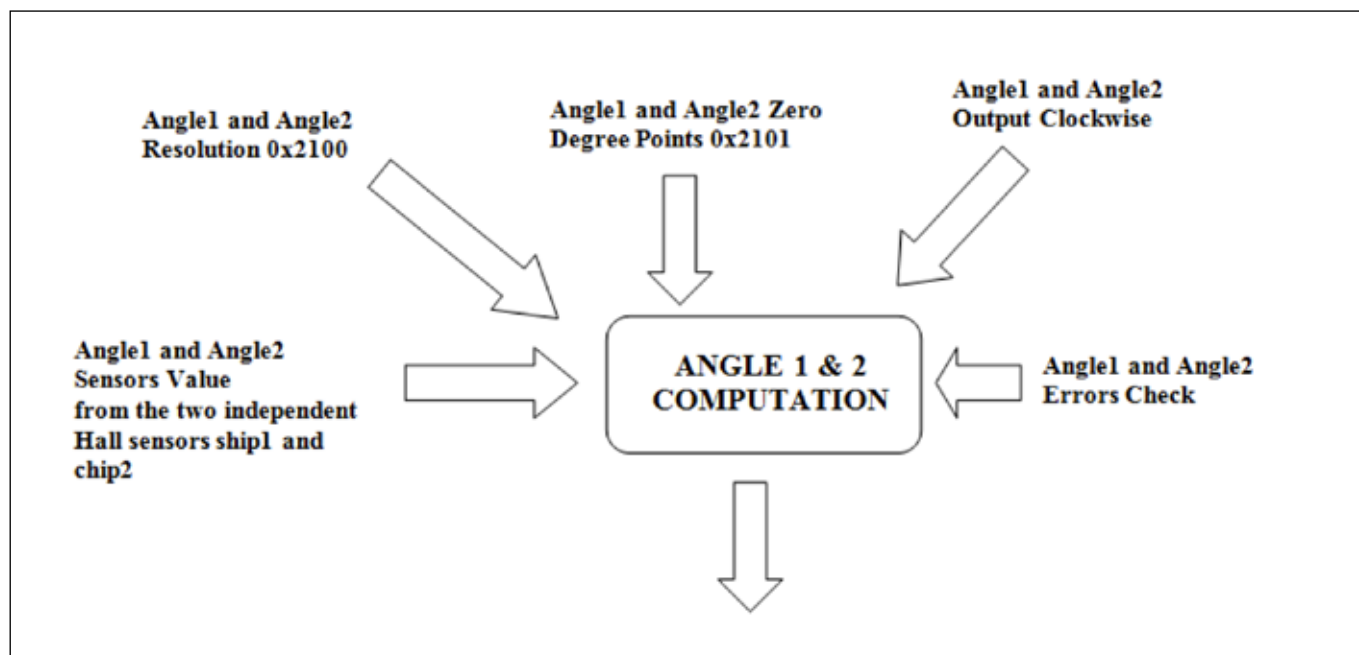 Angle1 and Angle2
Resolution 0x2100
Angle1 and Angle2 Zero
Degree Points 0x2101
Angle1 and Angle2
Output Clockwise
Angle1 and Angle2
Sensors Value
from the two independent
Hall sensors ship1 and
chip2
ANGLE 1 & 2
COMPUTATION
Angle1 and Angle2
Errors Check